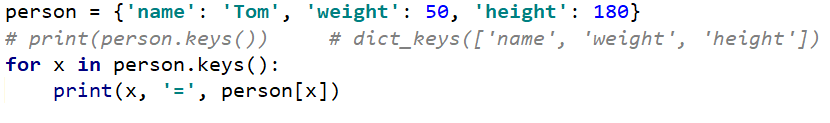 person = {'name': 'Tom', 'weight': 50, 'height': 180}
# print(person.keys())     # dict_keys(['name', 'weight', 'height'])
for x in person.keys():
    print(x, '=', person[x])